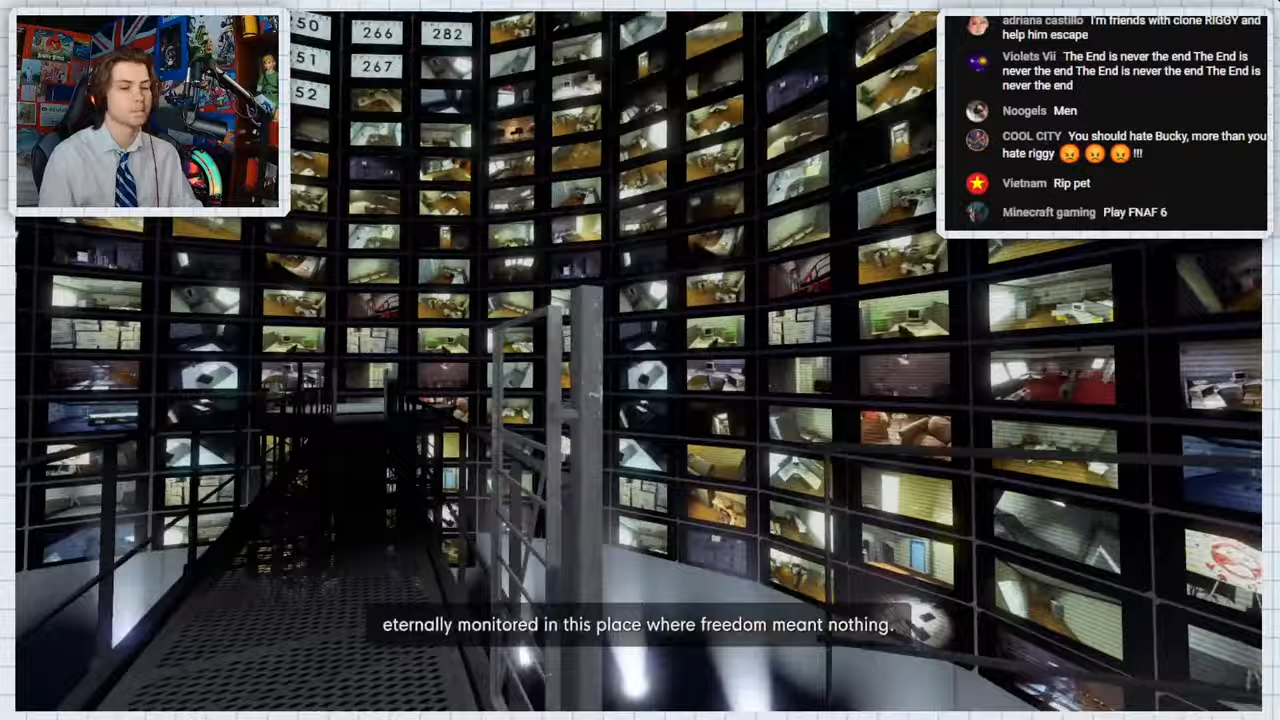 50
266
282
51
267
52
adriana castillo I'm friends with clone RIGGY and
help him escape
Violets Vii The End is never the end The End is
never the end The End is never the end The End is
never the end
Noogels Men
COOL CITY You should hate Bucky, more than you
hate riggy 😡 😡 😡 !!!
Vietnam Rip pet
Minecraft gaming Play FNAF 6
eternally monitored in this place where freedom meant nothing.